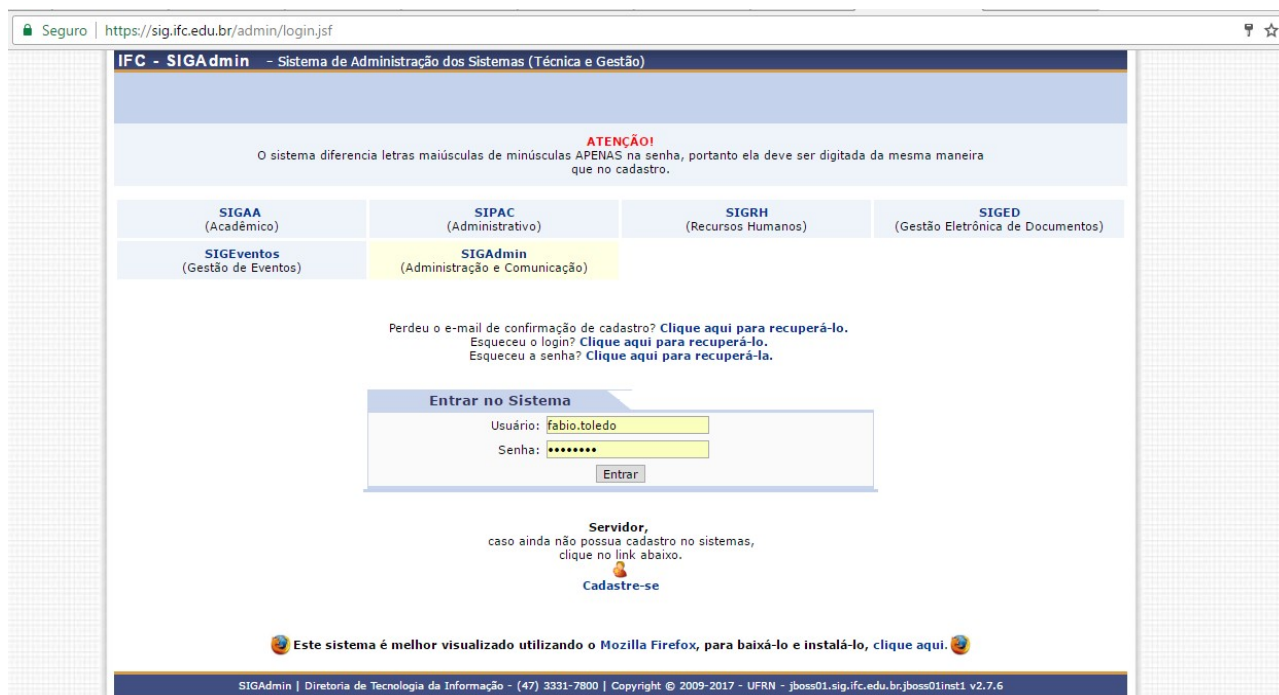 Seguro | https://sig.ifc.edu.br/admin/login.jsf
IFC - SIGAdmin - Sistema de Administração dos Sistemas (Técnica e Gestão)
ATENÇÃO!
O sistema diferencia letras maiúsculas de minúsculas APENAS na senha, portanto ela deve ser digitada da mesma maneira
que no cadastro.
SIGAA SIPAC SIGRH SIGED
(Acadêmico) (Administrativo) (Recursos Humanos) (Gestão Eletrônica de Documentos)
SIGEventos SIGAdmin
(Gestão de Eventos) (Administração e Comunicação)
Perdeu o e-mail de confirmação de cadastro? Clique aqui para recuperá-lo.
Esqueceu o login? Clique aqui para recuperá-lo.
Esqueceu a senha? Clique aqui para recuperá-la.
Entrar no Sistema
Usuário: fabio.toledo
Senha: ••••••••
Entrar
Servidor,
caso ainda não possua cadastro no sistemas,
clique no link abaixo.
Cadastre-se
Este sistema é melhor visualizado utilizando o Mozilla Firefox, para baixá-lo e instalá-lo, clique aqui.
SIGAdmin | Diretoria de Tecnologia da Informação - (47) 3331-7800 | Copyright © 2009-2017 - UFRN - jboss01.sig.ifc.edu.br.jboss01inst1 v2.7.6